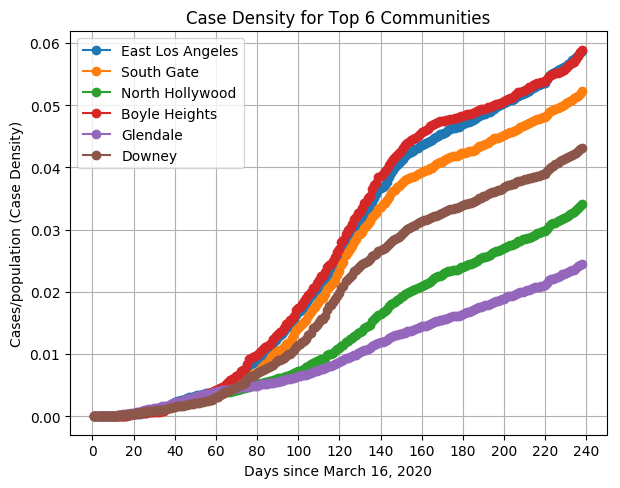 Case Density for Top 6 Communities
0.06
0.05
0.04
0.03
0.02
0.01
0.00
Cases/population (Case Density)
East Los Angeles
South Gate
North Hollywood
Boyle Heights
Glendale
Downey
0 20 40 60 80 100 120 140 160 180 200 220 240
Days since March 16, 2020